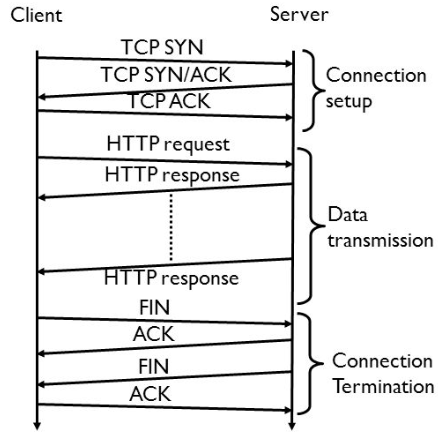 Client
Server
TCP SYN
TCP SYN/ACK
TCP ACK
Connection
setup
HTTP request
HTTP response
HTTP response
Data
transmission
FIN
ACK
FIN
ACK
Connection
Termination